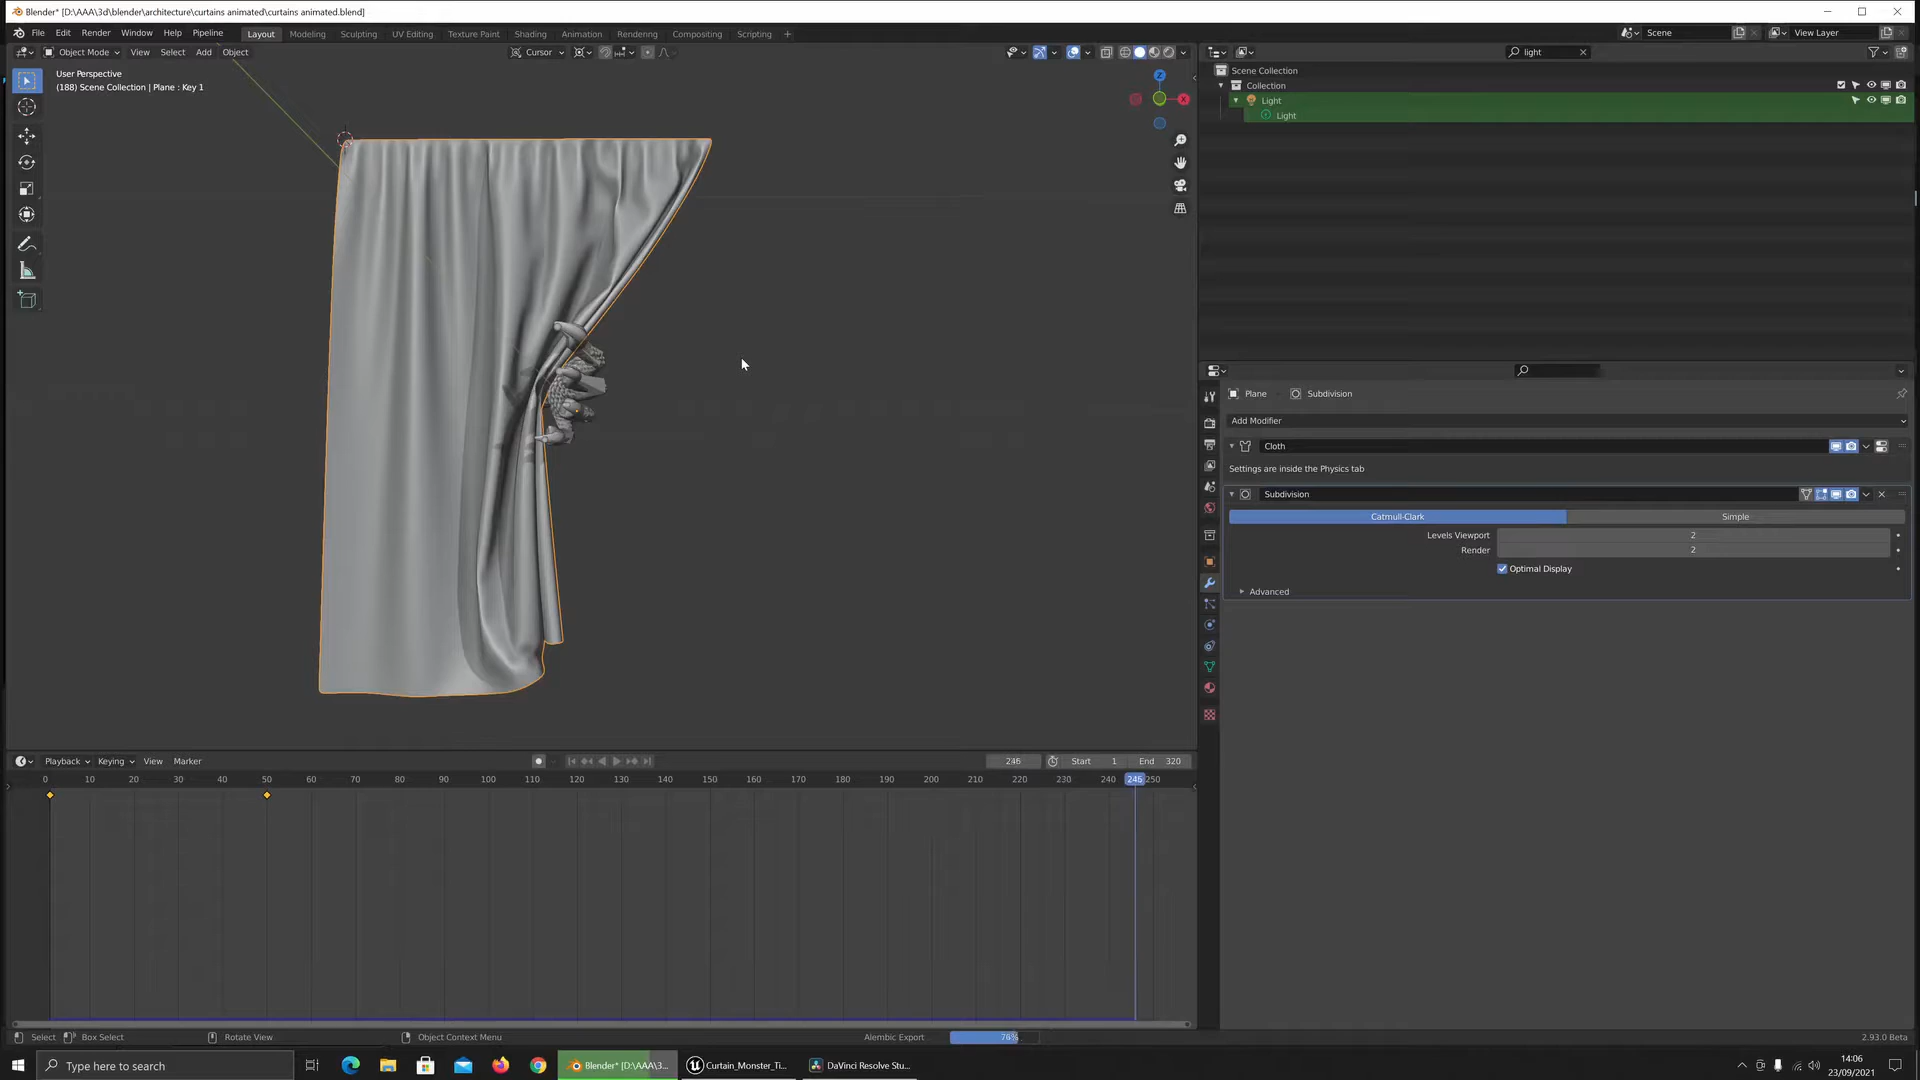 Blender* [D:\AAA\3d\blender\architecture\curtains animated\curtains animated.blend]
File Edit Render Window Help Pipeline Layout Modeling Sculpting UV Editing Texture Paint Shading Animation Rendering Compositing Scripting + Scene View Layer
Object Mode View Select Add Object Cursor light
User Perspective
(188) Scene Collection | Plane : Key 1
Z
X
Scene Collection
Collection
Light
Light
Plane Subdivision
Add Modifier
Cloth
Settings are inside the Physics tab
Subdivision
Catmull-Clark Simple
Levels Viewport 2
Render 2
Optimal Display
Advanced
Playback Keying View Marker 246 Start 1 End 320
0 10 20 30 40 50 60 70 80 90 100 110 120 130 140 150 160 170 180 190 200 210 220 230 240 245 250
Select Box Select Rotate View Object Context Menu Alembic Export 76% 2.93.0 Beta
Type here to search Blender* [D:\AAA\3... Curtain_Monster_Ti... DaVinci Resolve Stu... 14:06
23/09/2021